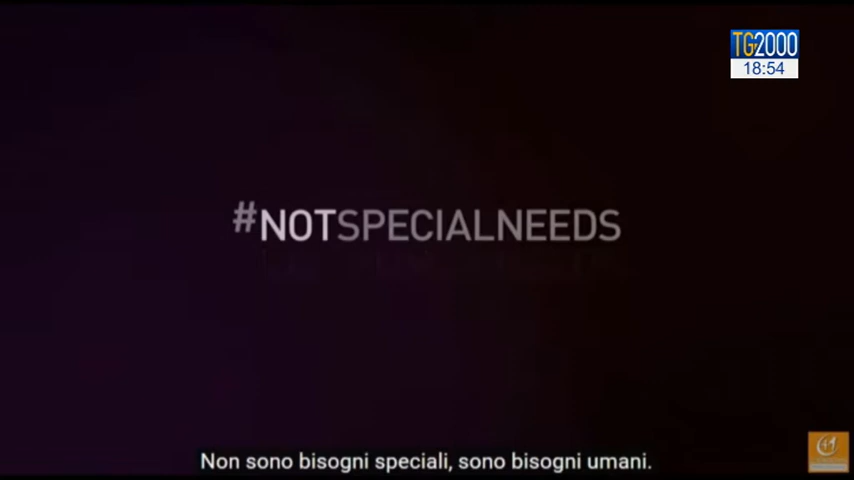 TG2000
18:54
#NOTSPECIALNEEDS
Non sono bisogni speciali, sono bisogni umani.